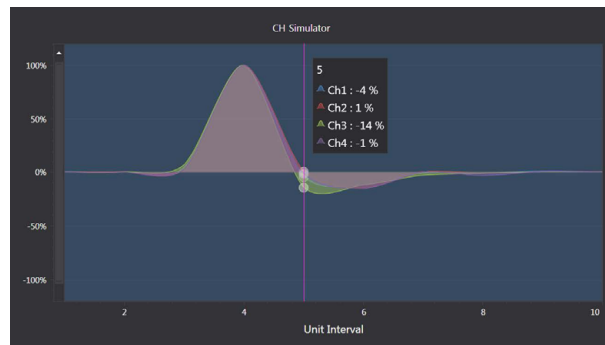 CH Simulator
100%
50%
0%
-50%
-100%
5
Ch1 : -4 %
Ch2 : 1 %
Ch3 : -14 %
Ch4 : -1 %
2 4 6 8 10
Unit Interval